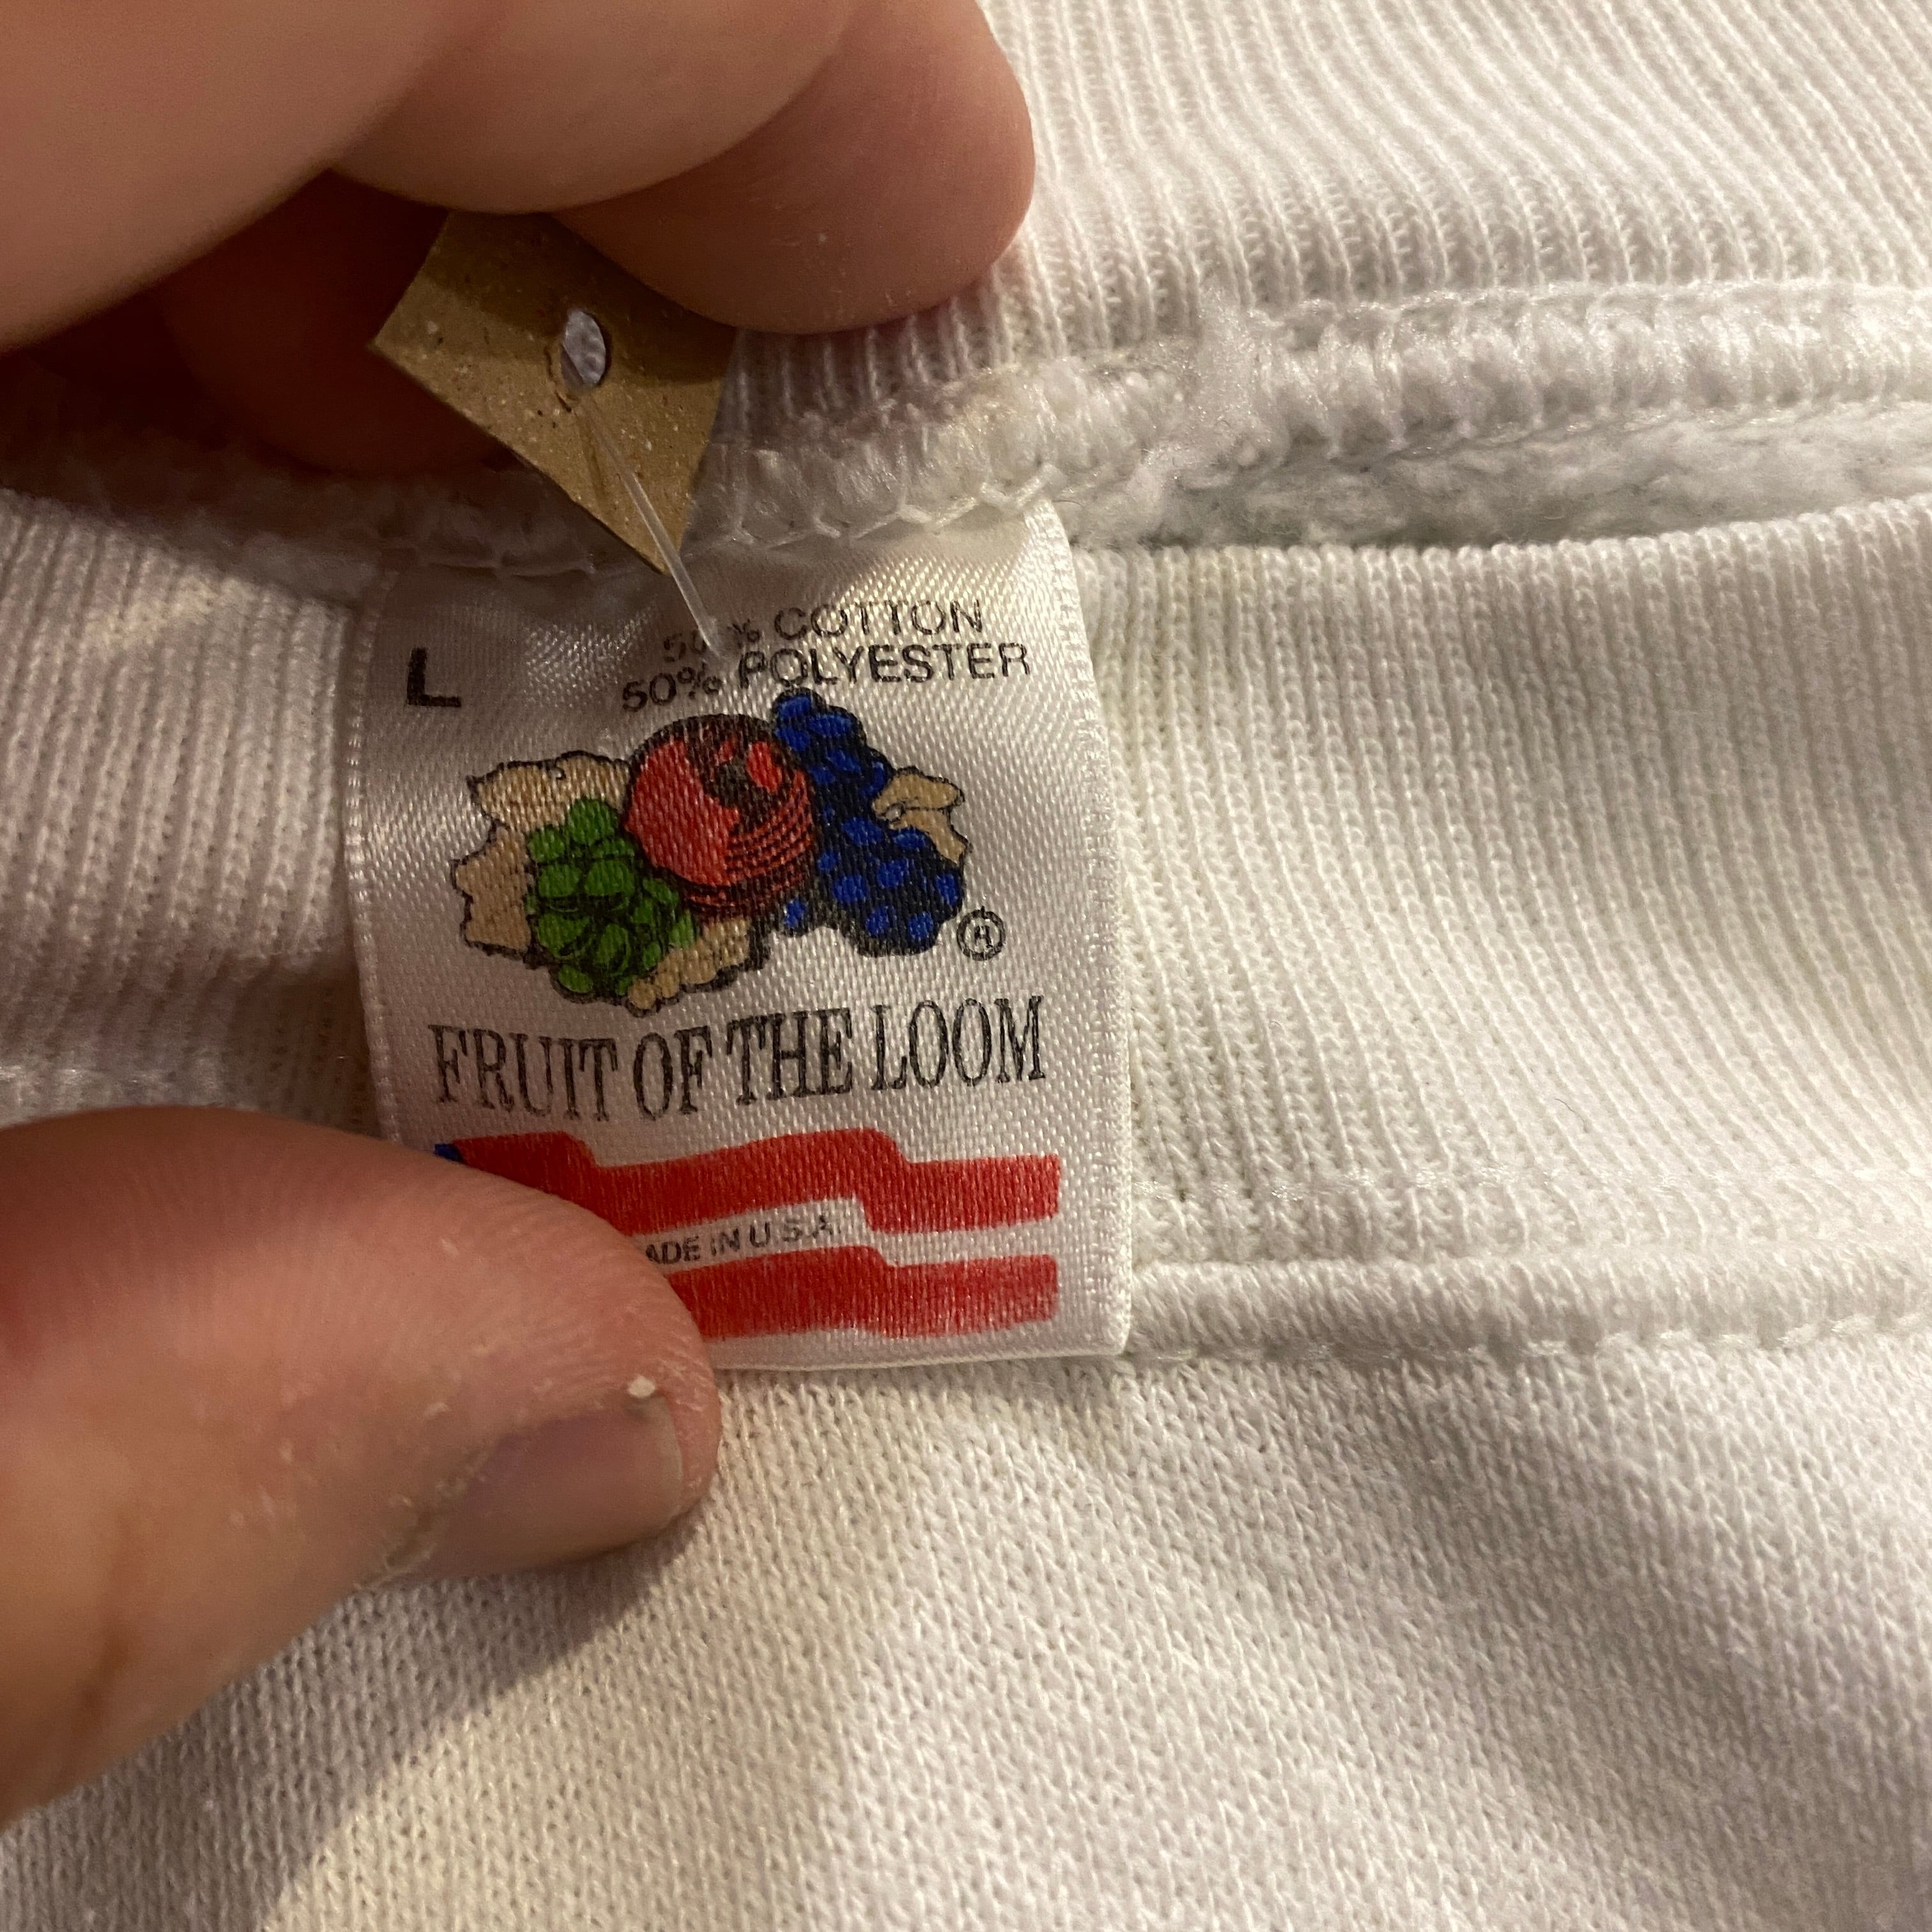 L
50% COTTON
50% POLYESTER
®
FRUIT OF THE LOOM
ADE IN U.S.A.